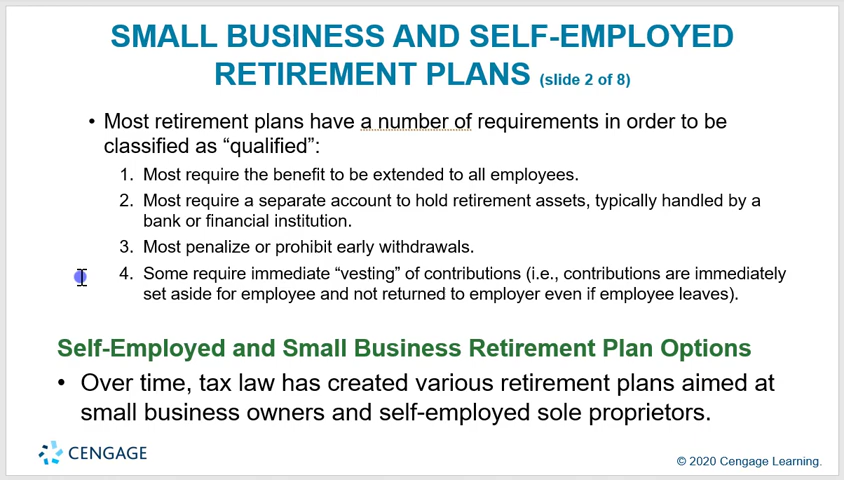 SMALL BUSINESS AND SELF-EMPLOYED
RETIREMENT PLANS (slide 2 of 8)
• Most retirement plans have a number of requirements in order to be
classified as “qualified”:
1. Most require the benefit to be extended to all employees.
2. Most require a separate account to hold retirement assets, typically handled by a
bank or financial institution.
3. Most penalize or prohibit early withdrawals.
4. Some require immediate “vesting” of contributions (i.e., contributions are immediately
set aside for employee and not returned to employer even if employee leaves).
Self-Employed and Small Business Retirement Plan Options
• Over time, tax law has created various retirement plans aimed at
small business owners and self-employed sole proprietors.
CENGAGE
© 2020 Cengage Learning.